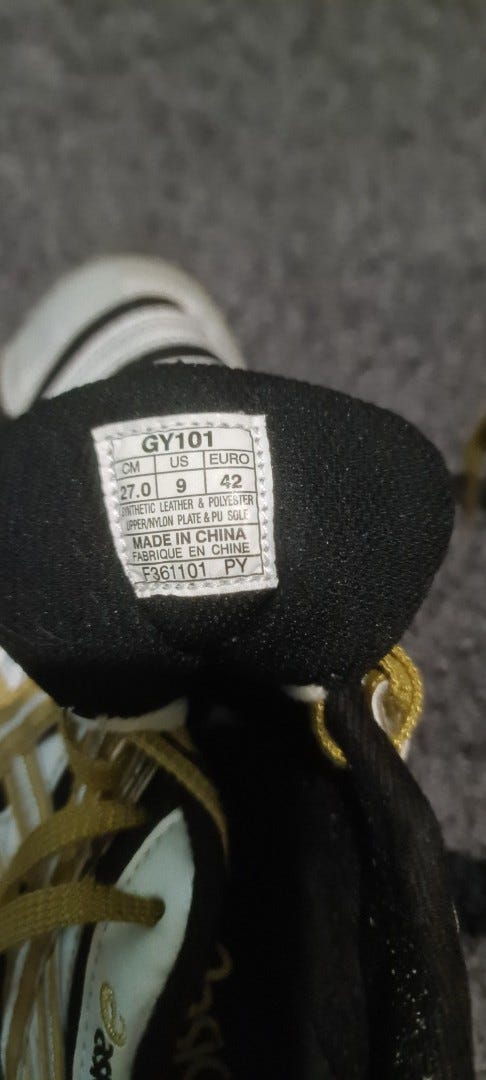 GY101
CM US EURO
27.0 9 42
SYNTHETIC LEATHER & POLYESTER
UPPER/NYLON PLATE & PU SOLE
MADE IN CHINA
FABRIQUE EN CHINE
F361101 PY